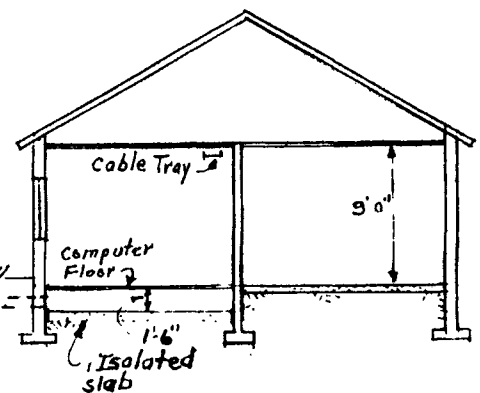 Cable Tray
9'0"
Computer
Floor
1'-6"
Isolated
slab